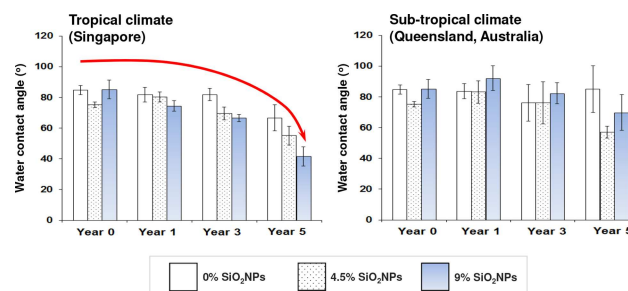 Tropical climate
(Singapore)
Water contact angle (°)
120
100
80
60
40
20
0
Year 0 Year 1 Year 3 Year 5
Sub-tropical climate
(Queensland, Australia)
Water contact angle (°)
120
100
80
60
40
20
0
Year 0 Year 1 Year 3 Year 5
0% SiO₂NPs 4.5% SiO₂NPs 9% SiO₂NPs